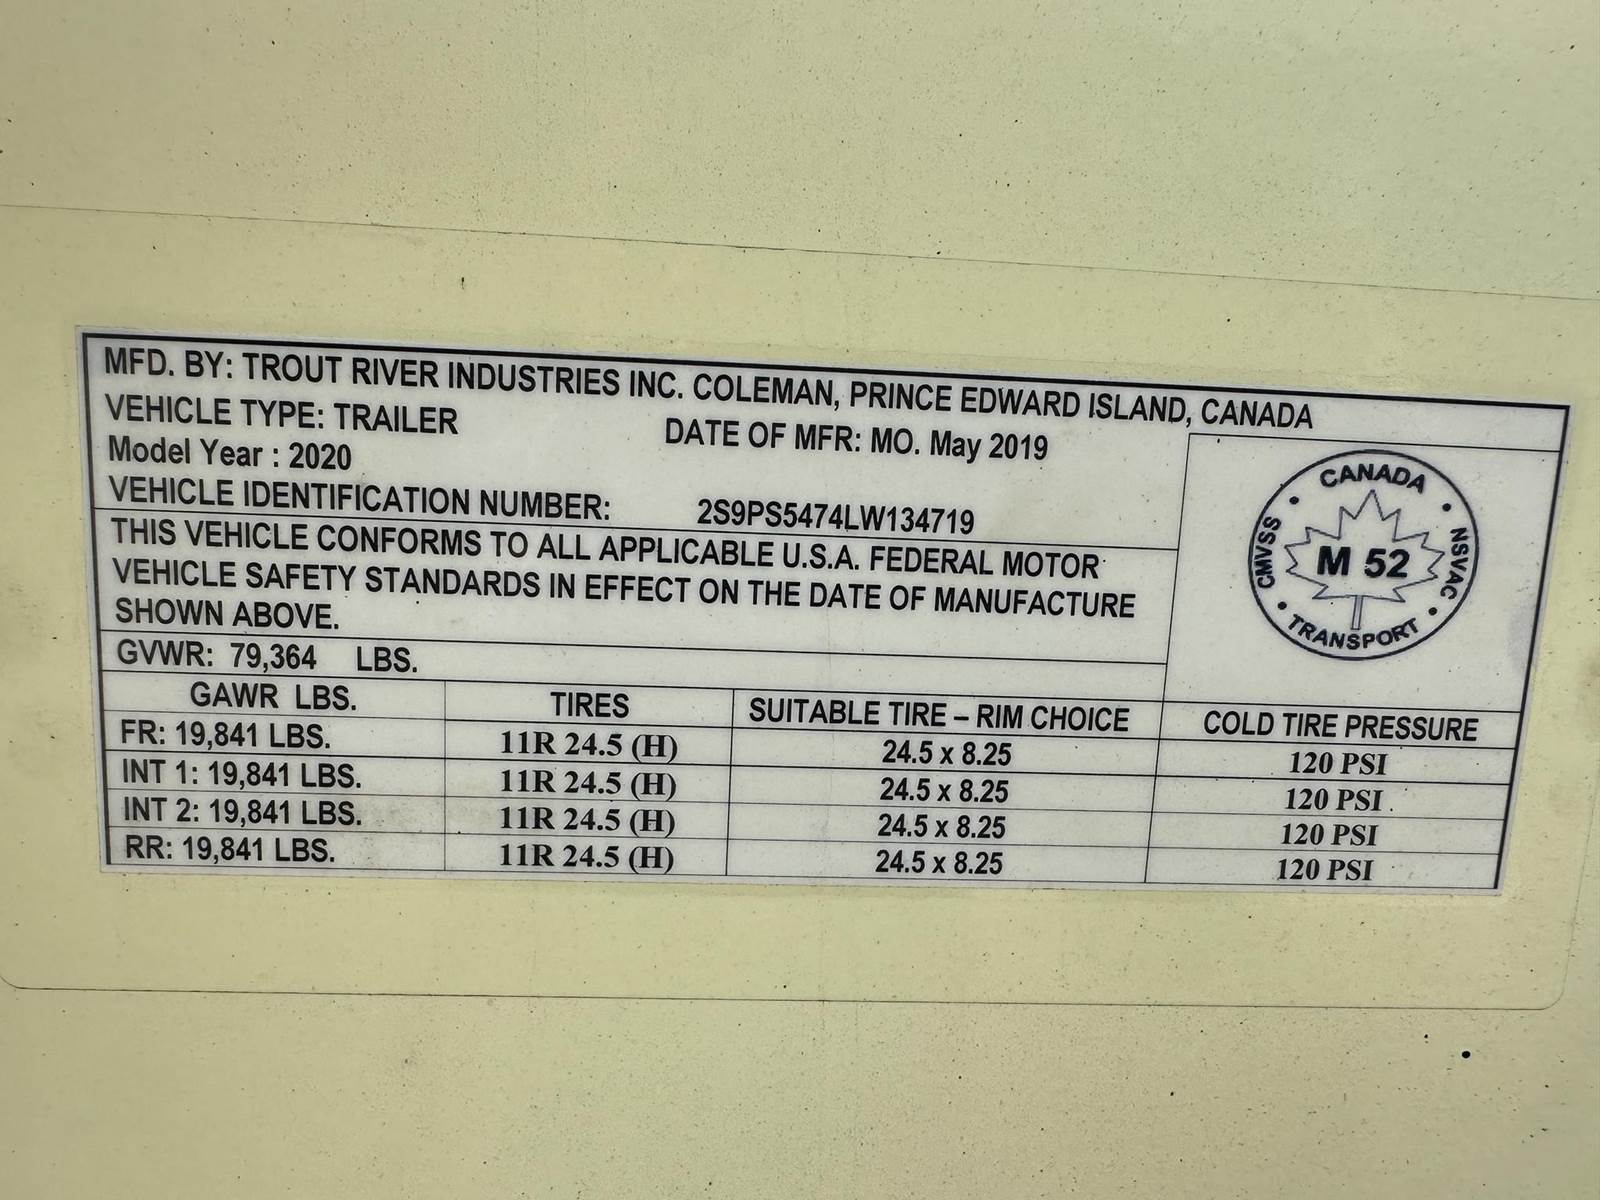 MFD. BY: TROUT RIVER INDUSTRIES INC. COLEMAN, PRINCE EDWARD ISLAND, CANADA
VEHICLE TYPE: TRAILER DATE OF MFR: MO. May 2019
Model Year : 2020
VEHICLE IDENTIFICATION NUMBER: 2S9PS5474LW134719
THIS VEHICLE CONFORMS TO ALL APPLICABLE U.S.A. FEDERAL MOTOR
VEHICLE SAFETY STANDARDS IN EFFECT ON THE DATE OF MANUFACTURE
SHOWN ABOVE.
CANADA
CMVSS
M 52
NSVAC
TRANSPORT
GVWR: 79,364 LBS.
GAWR LBS. TIRES SUITABLE TIRE – RIM CHOICE COLD TIRE PRESSURE
FR: 19,841 LBS. 11R 24.5 (H) 24.5 x 8.25 120 PSI
INT 1: 19,841 LBS. 11R 24.5 (H) 24.5 x 8.25 120 PSI
INT 2: 19,841 LBS. 11R 24.5 (H) 24.5 x 8.25 120 PSI
RR: 19,841 LBS. 11R 24.5 (H) 24.5 x 8.25 120 PSI